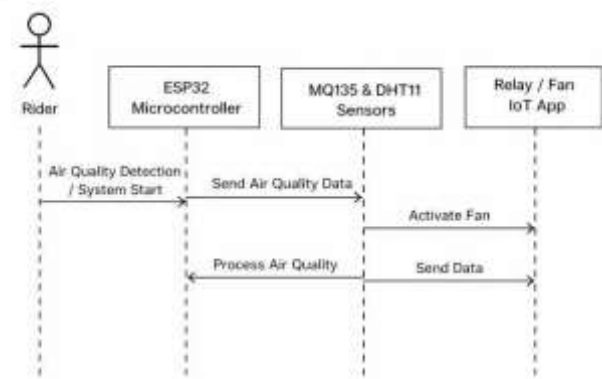 Rider
ESP32
Microcontroller
MQ135 & DHT11
Sensors
Relay / Fan
IoT App
Air Quality Detection
/ System Start
Send Air Quality Data
Activate Fan
Process Air Quality
Send Data